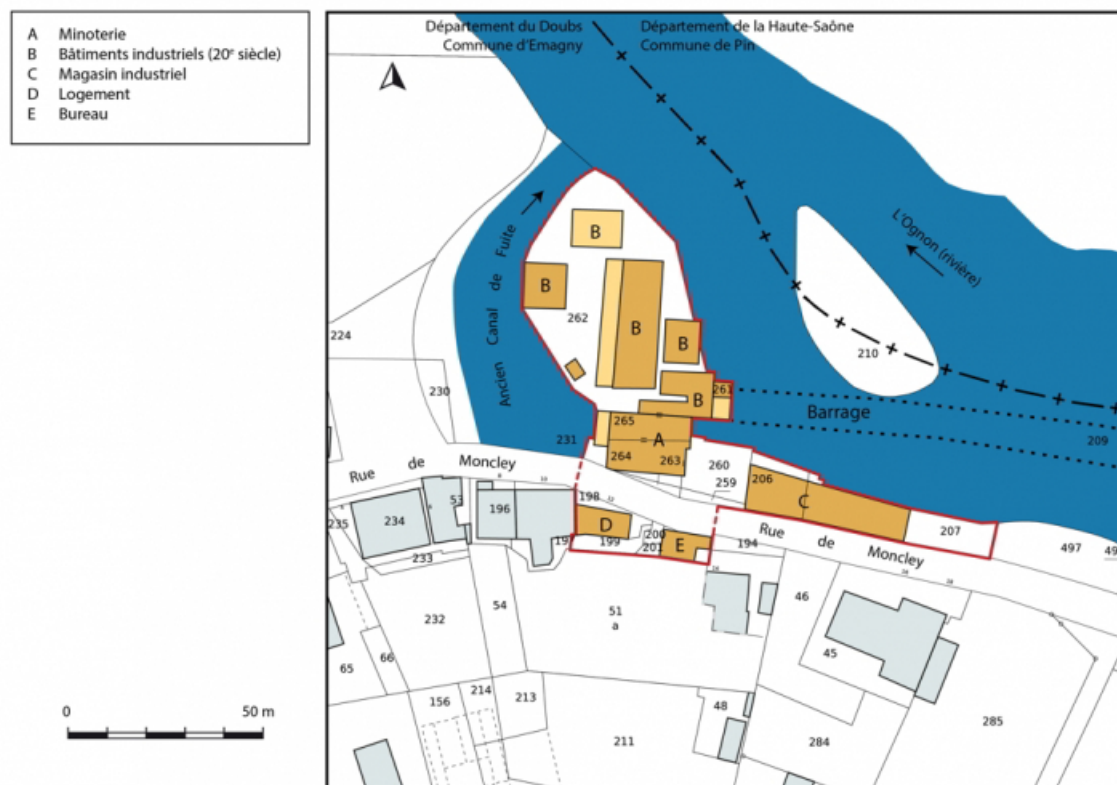 A Minoterie
B Bâtiments industriels (20e siècle)
C Magasin industriel
D Logement
E Bureau
Département du Doubs
Commune d'Emagny
Département de la Haute-Saône
Commune de Pin
L'Ognon (rivière)
Ancien Canal de Fuite
B
B
B
B
B
262
224
230
210
261
Barrage
209
265
A
264
263
231
260
259
206
C
207
497
Rue de Moncley
198
D
199
200
201
E
194
Rue de Moncley
235
234
53
196
233
232
54
51
a
46
45
65
66
156
214
213
48
211
284
285
0 50 m